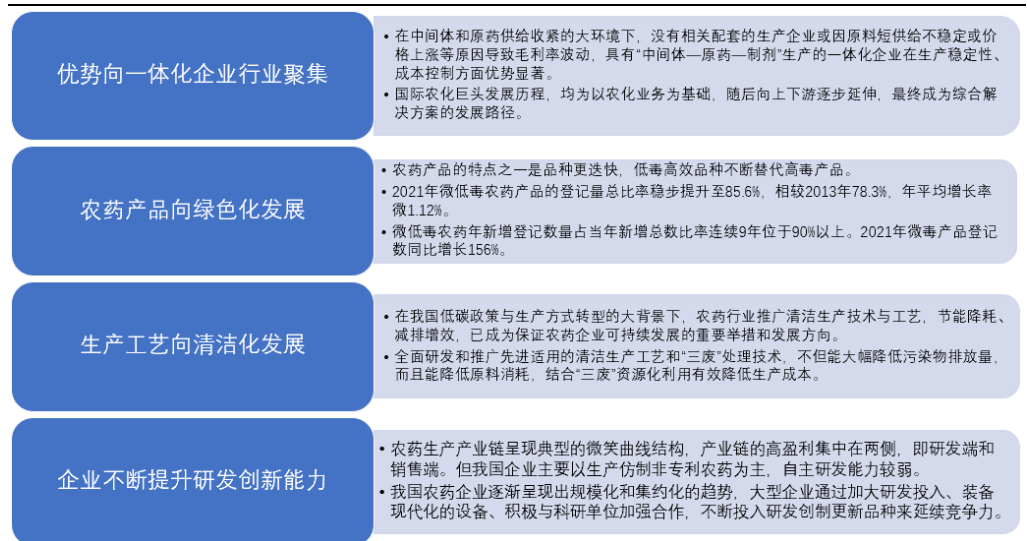 优势向一体化企业行业聚集
• 在中间体和原药供给收紧的大环境下，没有相关配套的生产企业或因原料短供给不稳定或价
格上涨等原因导致毛利率波动，具有“中间体—原药—制剂”生产的一体化企业在生产稳定性、
成本控制方面优势显著。
• 国际农化巨头发展历程，均为以农化业务为基础，随后向上下游逐步延伸，最终成为综合解
决方案的发展路径。
农药产品向绿色化发展
• 农药产品的特点之一是品种更迭快，低毒高效品种不断替代高毒产品。
• 2021年微低毒农药产品的登记量总比率稳步提升至85.6%，相较2013年78.3%，年平均增长率
微1.12%。
• 微低毒农药年新增登记数量占当年新增总数比率连续9年位于90%以上。2021年微毒产品登记
数同比增长156%。
生产工艺向清洁化发展
• 在我国低碳政策与生产方式转型的大背景下，农药行业推广清洁生产技术与工艺，节能降耗、
减排增效，已成为保证农药企业可持续发展的重要举措和发展方向。
• 全面研发和推广先进适用的清洁生产工艺和“三废”处理技术，不但能大幅降低污染物排放量，
而且能降低原料消耗，结合“三废”资源化利用有效降低生产成本。
企业不断提升研发创新能力
• 农药生产产业链呈现典型的微笑曲线结构，产业链的高盈利集中在两侧，即研发端和
销售端。但我国企业主要以生产仿制非专利农药为主，自主研发能力较弱。
• 我国农药企业逐渐呈现出规模化和集约化的趋势，大型企业通过加大研发投入、装备
现代化的设备、积极与科研单位加强合作，不断投入研发创制更新品种来延续竞争力。